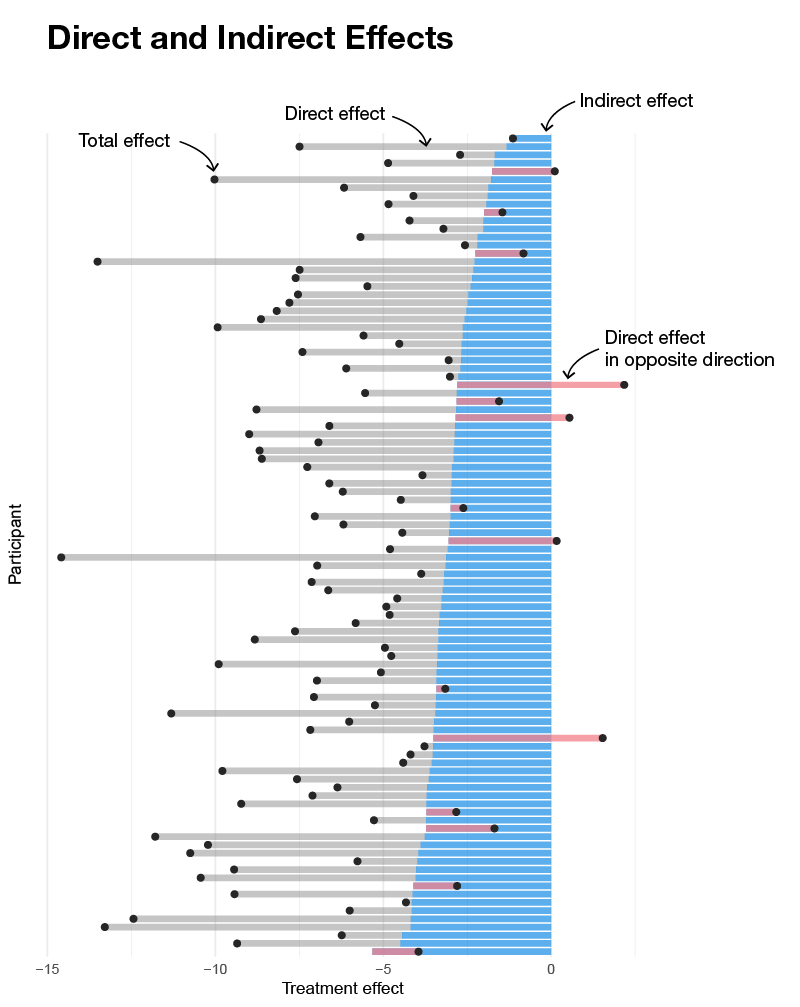 Direct and Indirect Effects
Indirect effect
Direct effect
Total effect
Direct effect
in opposite direction
Participant
−15
−10
−5
0
Treatment effect